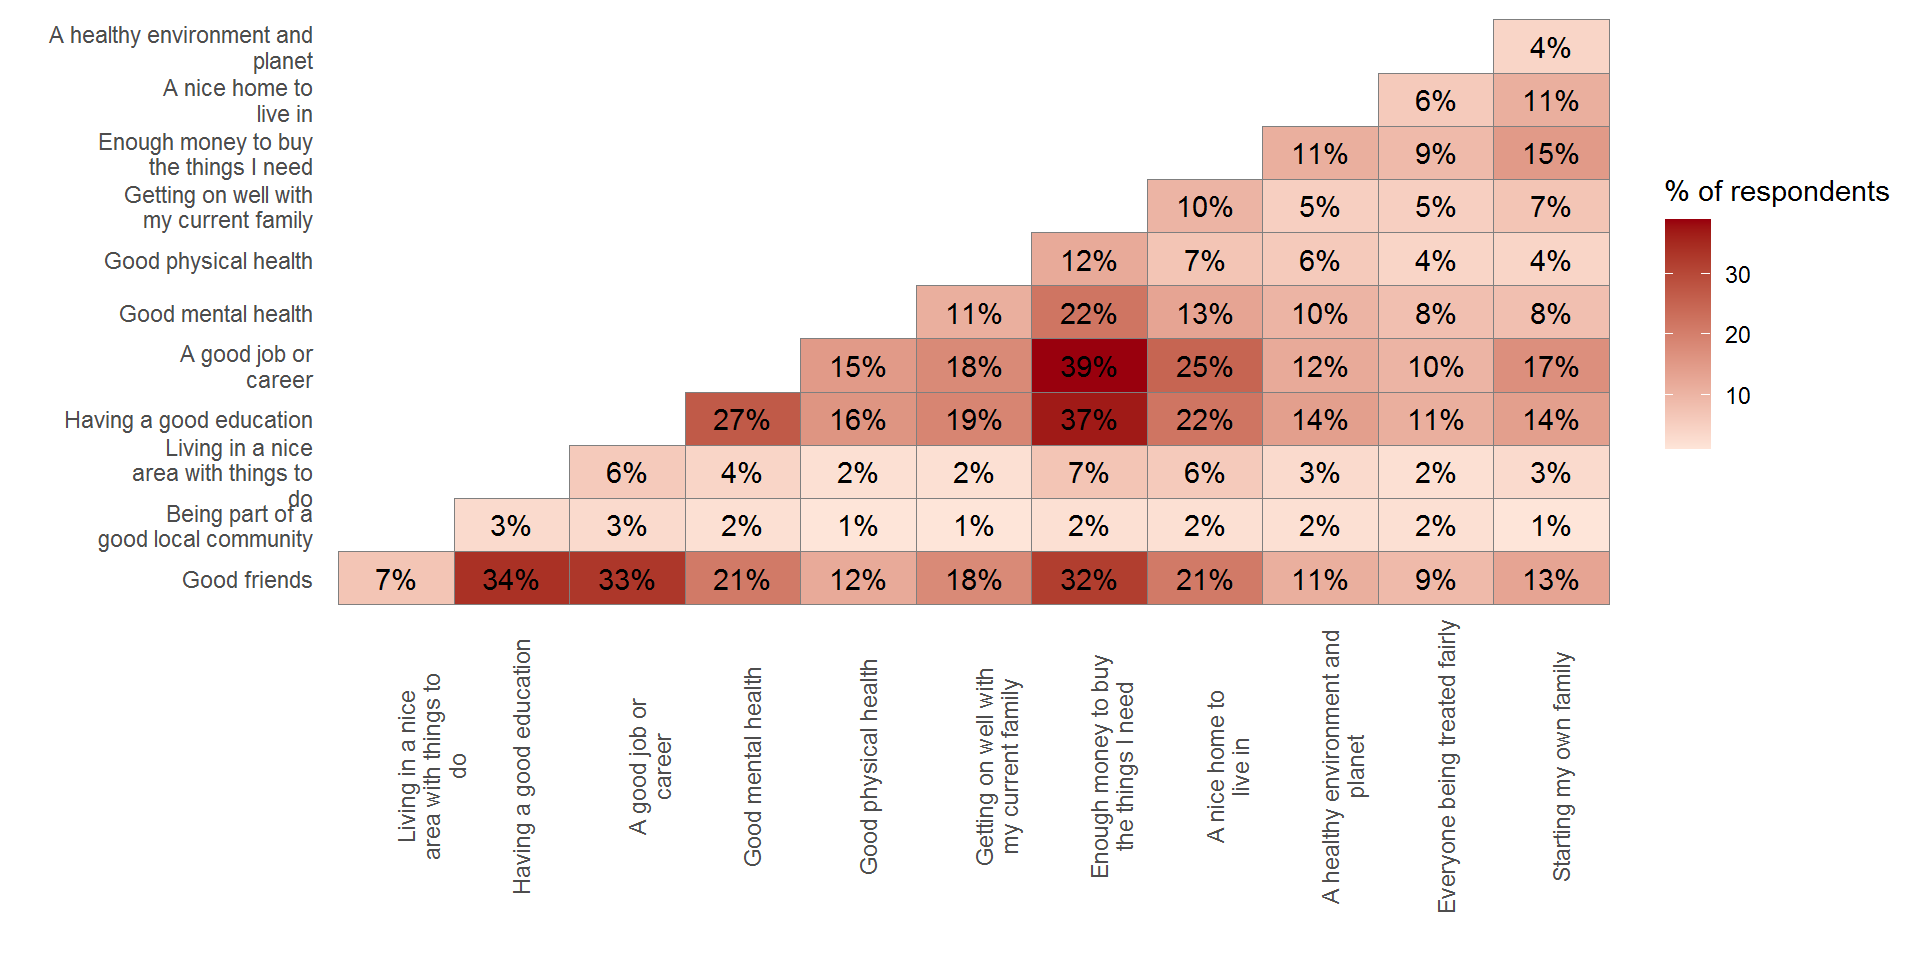 A healthy environment and
planet
4%
A nice home to
live in
6% 11%
Enough money to buy
the things I need
11% 9% 15%
Getting on well with
my current family
10% 5% 5% 7%
Good physical health
12% 7% 6% 4% 4%
Good mental health
11% 22% 13% 10% 8% 8%
A good job or
career
15% 18% 39% 25% 12% 10% 17%
Having a good education
27% 16% 19% 37% 22% 14% 11% 14%
Living in a nice
area with things to
do
6% 4% 2% 2% 7% 6% 3% 2% 3%
Being part of a
good local community
3% 3% 2% 1% 1% 2% 2% 2% 2% 1%
Good friends
7% 34% 33% 21% 12% 18% 32% 21% 11% 9% 13%
Living in a nice
area with things to
do
Having a good education
A good job or
career
Good mental health
Good physical health
Getting on well with
my current family
Enough money to buy
the things I need
A nice home to
live in
A healthy environment and
planet
Everyone being treated fairly
Starting my own family
% of respondents
30
20
10